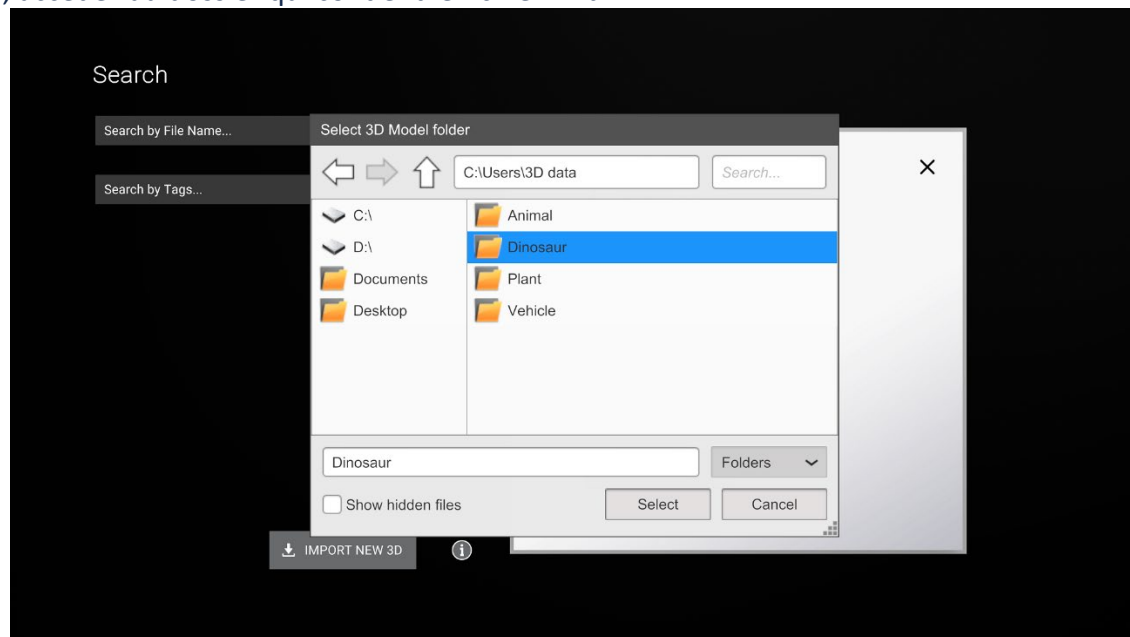 Search
Search by File Name...
Search by Tags...
Select 3D Model folder
C:\Users\3D data
Search...
C:\
D:\
Documents
Desktop
Animal
Dinosaur
Plant
Vehicle
Dinosaur
Folders
Show hidden files
Select
Cancel
IMPORT NEW 3D